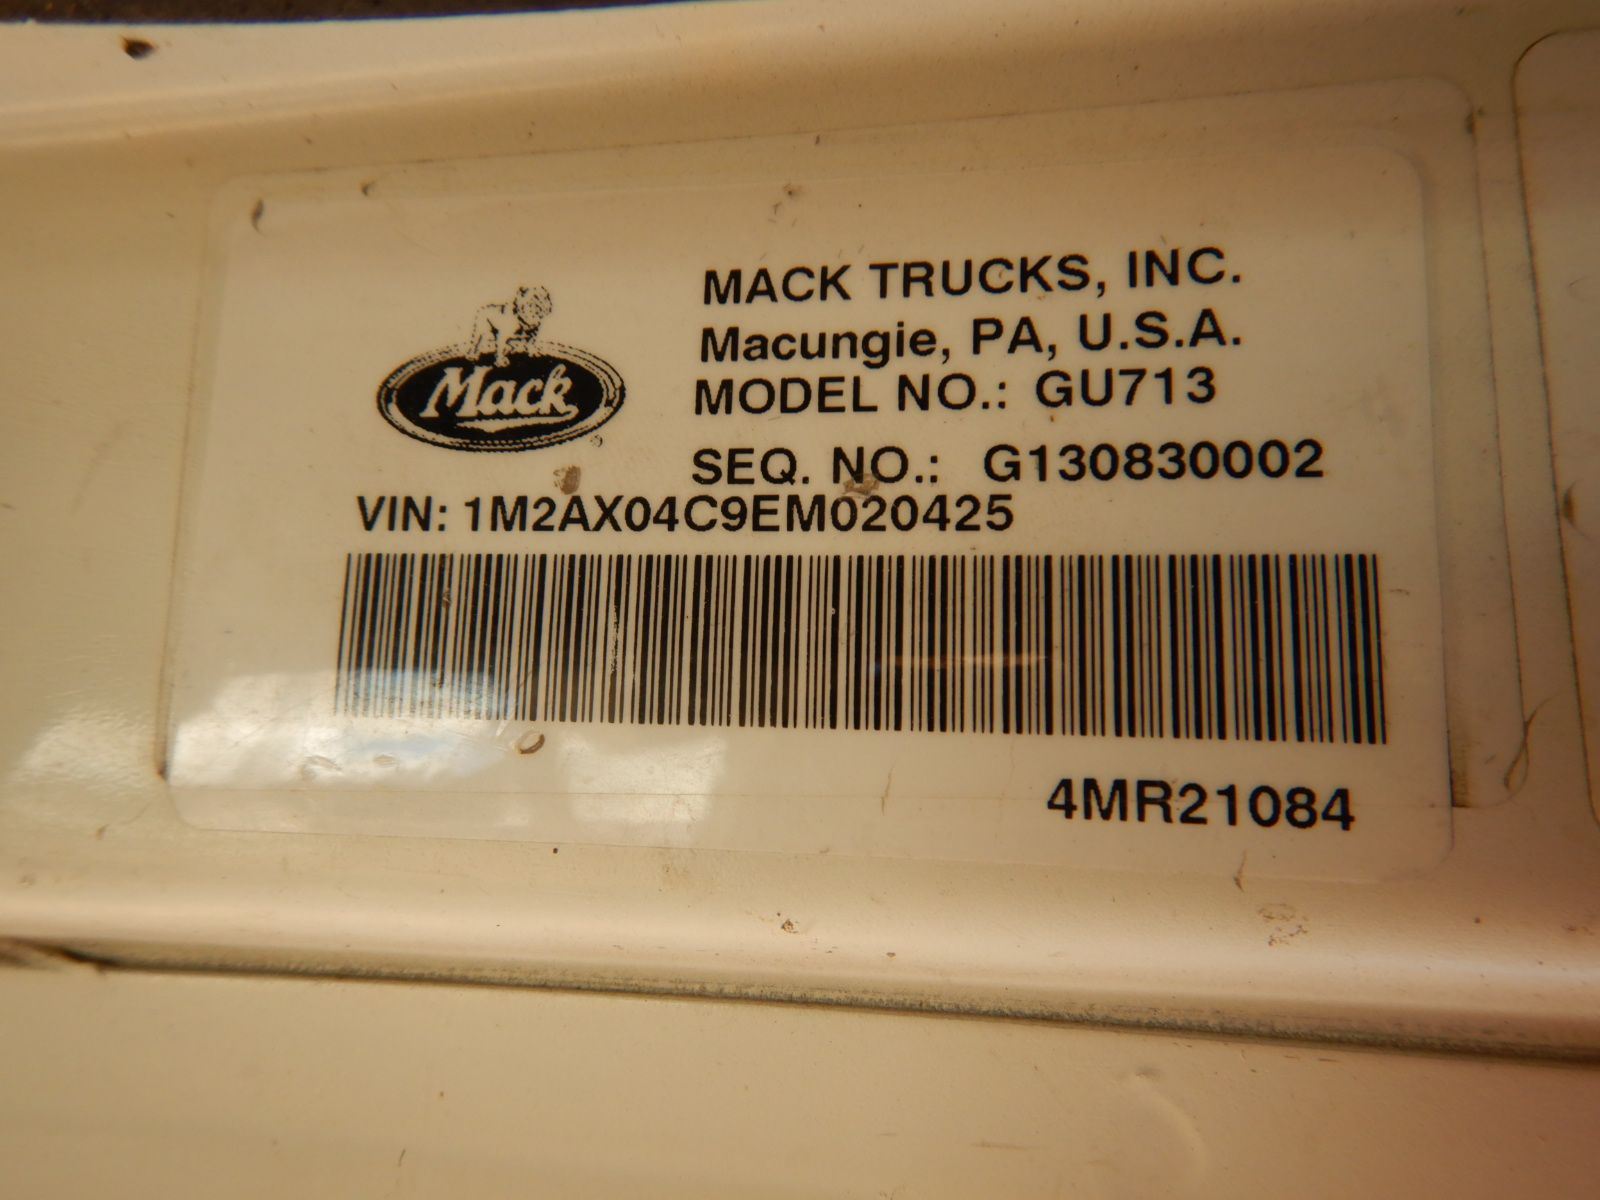 Mack
MACK TRUCKS, INC.
Macungie, PA, U.S.A.
MODEL NO.: GU713
SEQ. NO.: G130830002
VIN: 1M2AX04C9EM020425
4MR21084